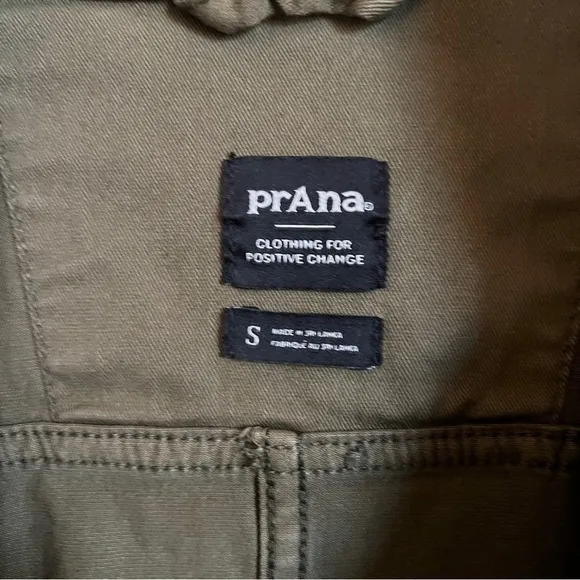 prAna®
CLOTHING FOR
POSITIVE CHANGE
S
MADE IN SRI LANKA
FABRIQUÉ AU SRI LANKA